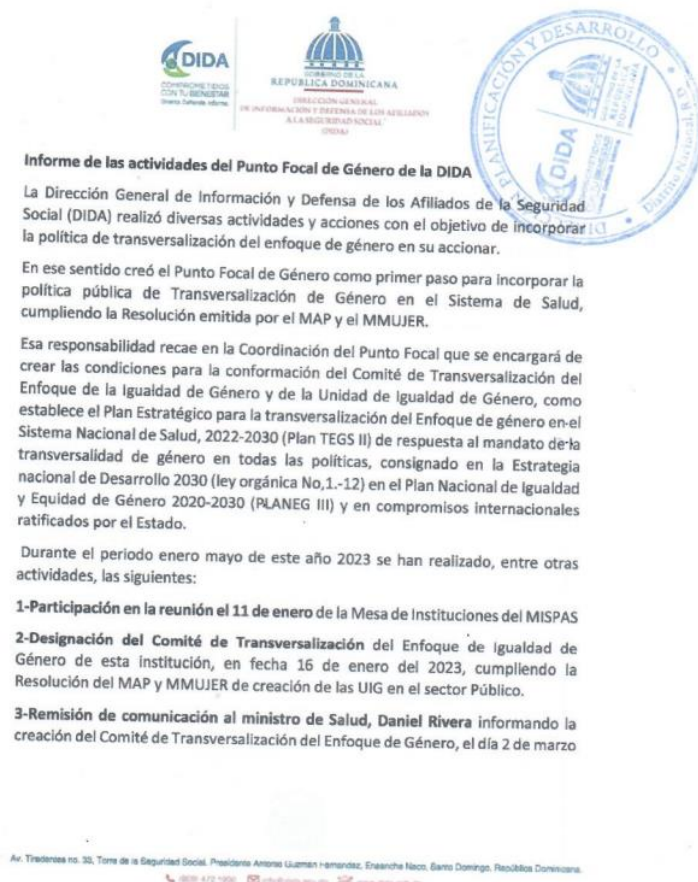 DIDA
COMPROMETIDOS
CON TU BIENESTAR
Orienta Defiende Informa
GOBIERNO DE LA
REPÚBLICA DOMINICANA
DIRECCIÓN GENERAL
DE INFORMACIÓN Y DEFENSA DE LOS AFILIADOS
A LA SEGURIDAD SOCIAL
(DIDA)
DIRECCIÓN PLANIFICACIÓN Y DESARROLLO
DIDA
Informe de las actividades del Punto Focal de Género de la DIDA
La Dirección General de Información y Defensa de los Afiliados de la Seguridad
Social (DIDA) realizó diversas actividades y acciones con el objetivo de incorporar
la política de transversalización del enfoque de género en su accionar.
En ese sentido creó el Punto Focal de Género como primer paso para incorporar la
política pública de Transversalización de Género en el Sistema de Salud,
cumpliendo la Resolución emitida por el MAP y el MMUJER.
Esa responsabilidad recae en la Coordinación del Punto Focal que se encargará de
crear las condiciones para la conformación del Comité de Transversalización del
Enfoque de la Igualdad de Género y de la Unidad de Igualdad de Género, como
establece el Plan Estratégico para la transversalización del Enfoque de género en el
Sistema Nacional de Salud, 2022-2030 (Plan TEGS II) de respuesta al mandato de la
transversalidad de género en todas las políticas, consignado en la Estrategia
nacional de Desarrollo 2030 (ley orgánica No,1.-12) en el Plan Nacional de Igualdad
y Equidad de Género 2020-2030 (PLANEG III) y en compromisos internacionales
ratificados por el Estado.
Durante el periodo enero mayo de este año 2023 se han realizado, entre otras
actividades, las siguientes:
1-Participación en la reunión el 11 de enero de la Mesa de Instituciones del MISPAS
2-Designación del Comité de Transversalización del Enfoque de Igualdad de
Género de esta institución, en fecha 16 de enero del 2023, cumpliendo la
Resolución del MAP y MMUJER de creación de las UIG en el sector Público.
3-Remisión de comunicación al ministro de Salud, Daniel Rivera informando la
creación del Comité de Transversalización del Enfoque de Género, el día 2 de marzo
Av. Tiradentes no. 33, Torre de la Seguridad Social. Presidente Antonio Guzmán Fernández, Ensanche Naco, Santo Domingo, República Dominicana.